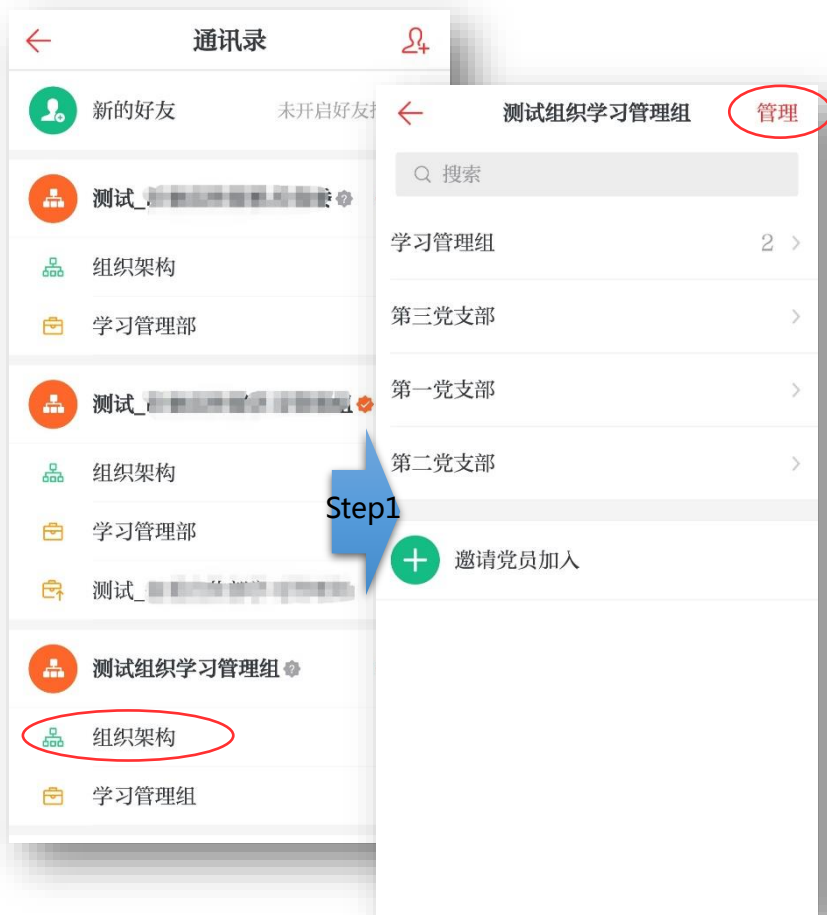 通讯录
新的好友
未开启好友
测试_
组织架构
学习管理部
测试_
组织架构
学习管理部
测试_
测试组织学习管理组
组织架构
学习管理组
Step1
测试组织学习管理组
管理
搜索
学习管理组 2
第三党支部
第一党支部
第二党支部
邀请党员加入